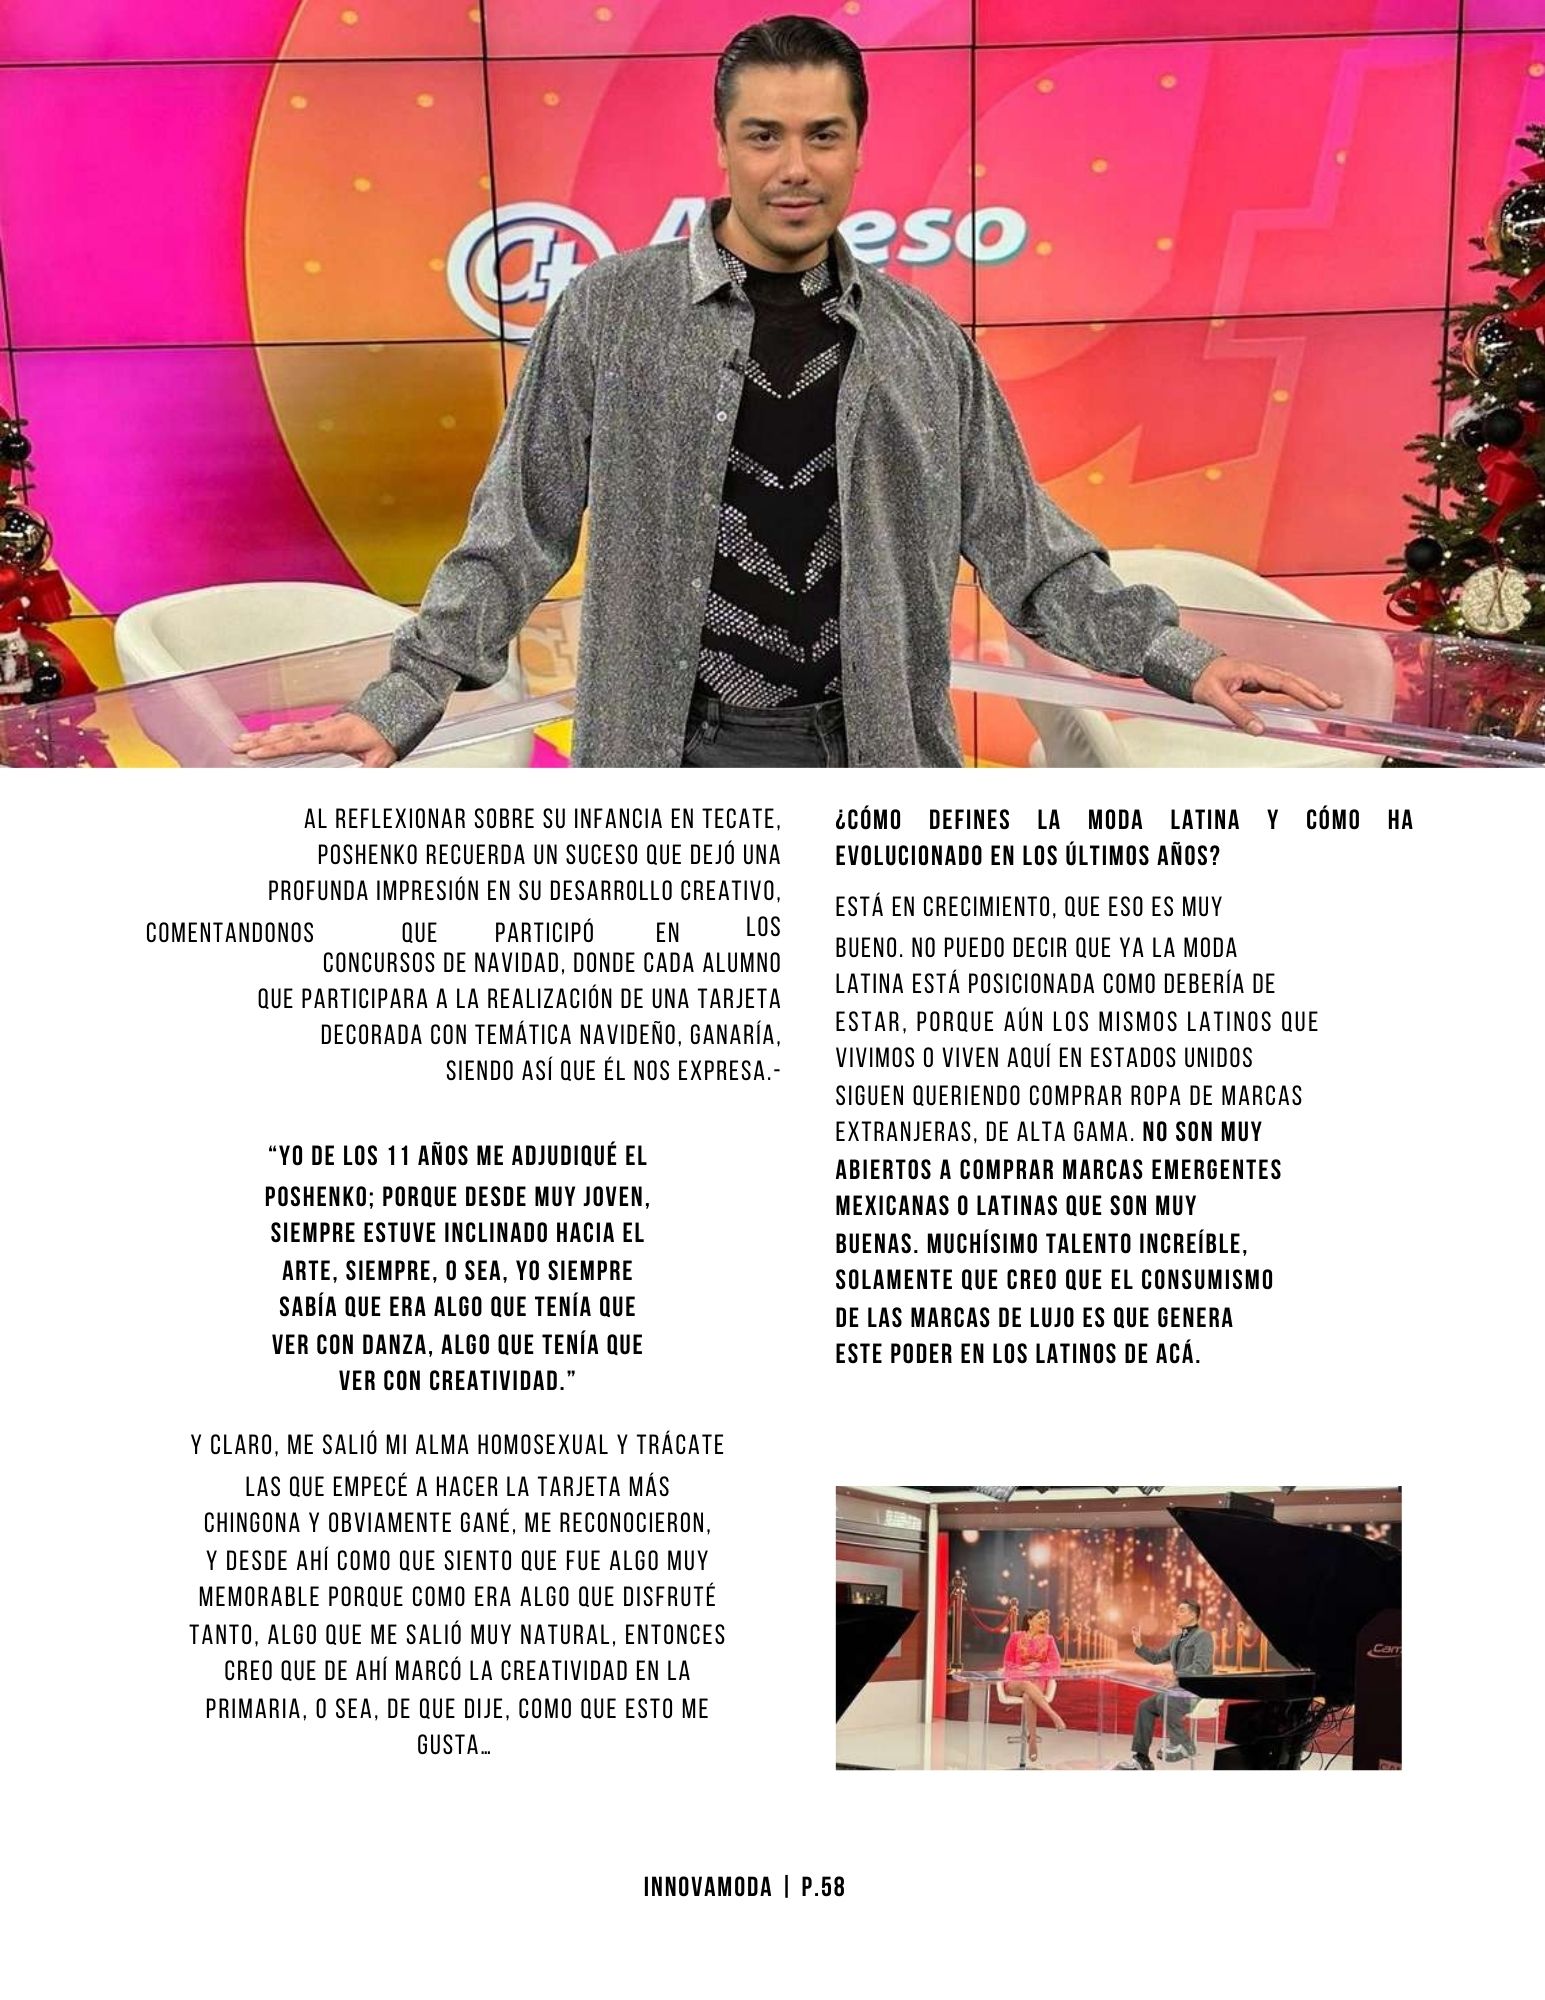 Acceso
AL REFLEXIONAR SOBRE SU INFANCIA EN TECATE,
POSHENKO RECUERDA UN SUCESO QUE DEJÓ UNA
PROFUNDA IMPRESIÓN EN SU DESARROLLO CREATIVO,
COMENTANDONOS QUE PARTICIPÓ EN LOS
CONCURSOS DE NAVIDAD, DONDE CADA ALUMNO
QUE PARTICIPARA A LA REALIZACIÓN DE UNA TARJETA
DECORADA CON TEMÁTICA NAVIDEÑO, GANARÍA,
SIENDO ASÍ QUE ÉL NOS EXPRESA.-
“YO DE LOS 11 AÑOS ME ADJUDIQUÉ EL
POSHENKO; PORQUE DESDE MUY JOVEN,
SIEMPRE ESTUVE INCLINADO HACIA EL
ARTE, SIEMPRE, O SEA, YO SIEMPRE
SABÍA QUE ERA ALGO QUE TENÍA QUE
VER CON DANZA, ALGO QUE TENÍA QUE
VER CON CREATIVIDAD.”
Y CLARO, ME SALIÓ MI ALMA HOMOSEXUAL Y TRÁCATE
LAS QUE EMPECÉ A HACER LA TARJETA MÁS
CHINGONA Y OBVIAMENTE GANÉ, ME RECONOCIERON,
Y DESDE AHÍ COMO QUE SIENTO QUE FUE ALGO MUY
MEMORABLE PORQUE COMO ERA ALGO QUE DISFRUTÉ
TANTO, ALGO QUE ME SALIÓ MUY NATURAL, ENTONCES
CREO QUE DE AHÍ MARCÓ LA CREATIVIDAD EN LA
PRIMARIA, O SEA, DE QUE DIJE, COMO QUE ESTO ME
GUSTA…
¿CÓMO DEFINES LA MODA LATINA Y CÓMO HA
EVOLUCIONADO EN LOS ÚLTIMOS AÑOS?
ESTÁ EN CRECIMIENTO, QUE ESO ES MUY
BUENO. NO PUEDO DECIR QUE YA LA MODA
LATINA ESTÁ POSICIONADA COMO DEBERÍA DE
ESTAR, PORQUE AÚN LOS MISMOS LATINOS QUE
VIVIMOS O VIVEN AQUÍ EN ESTADOS UNIDOS
SIGUEN QUERIENDO COMPRAR ROPA DE MARCAS
EXTRANJERAS, DE ALTA GAMA. NO SON MUY
ABIERTOS A COMPRAR MARCAS EMERGENTES
MEXICANAS O LATINAS QUE SON MUY
BUENAS. MUCHÍSIMO TALENTO INCREÍBLE,
SOLAMENTE QUE CREO QUE EL CONSUMISMO
DE LAS MARCAS DE LUJO ES QUE GENERA
ESTE PODER EN LOS LATINOS DE ACÁ.
INNOVAMODA | P.58